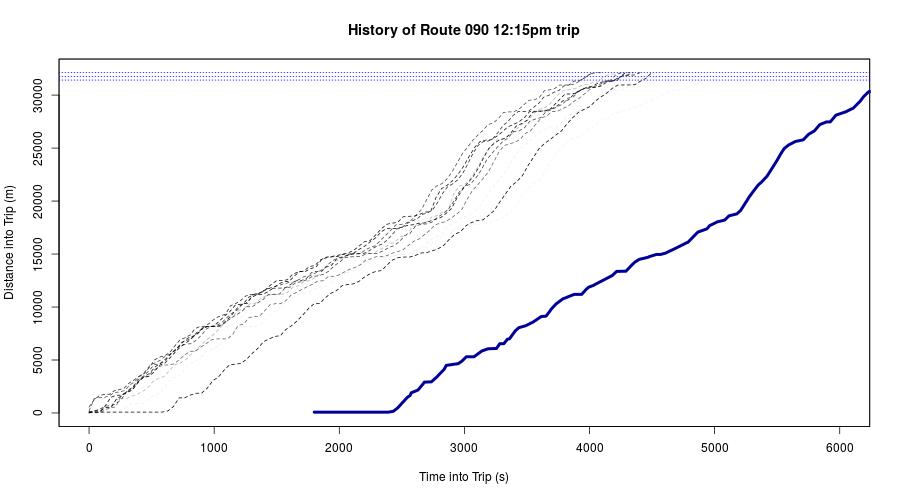 History of Route 090 12:15pm trip
Distance into Trip (m)
30000
25000
20000
15000
10000
5000
0
0 1000 2000 3000 4000 5000 6000
Time into Trip (s)